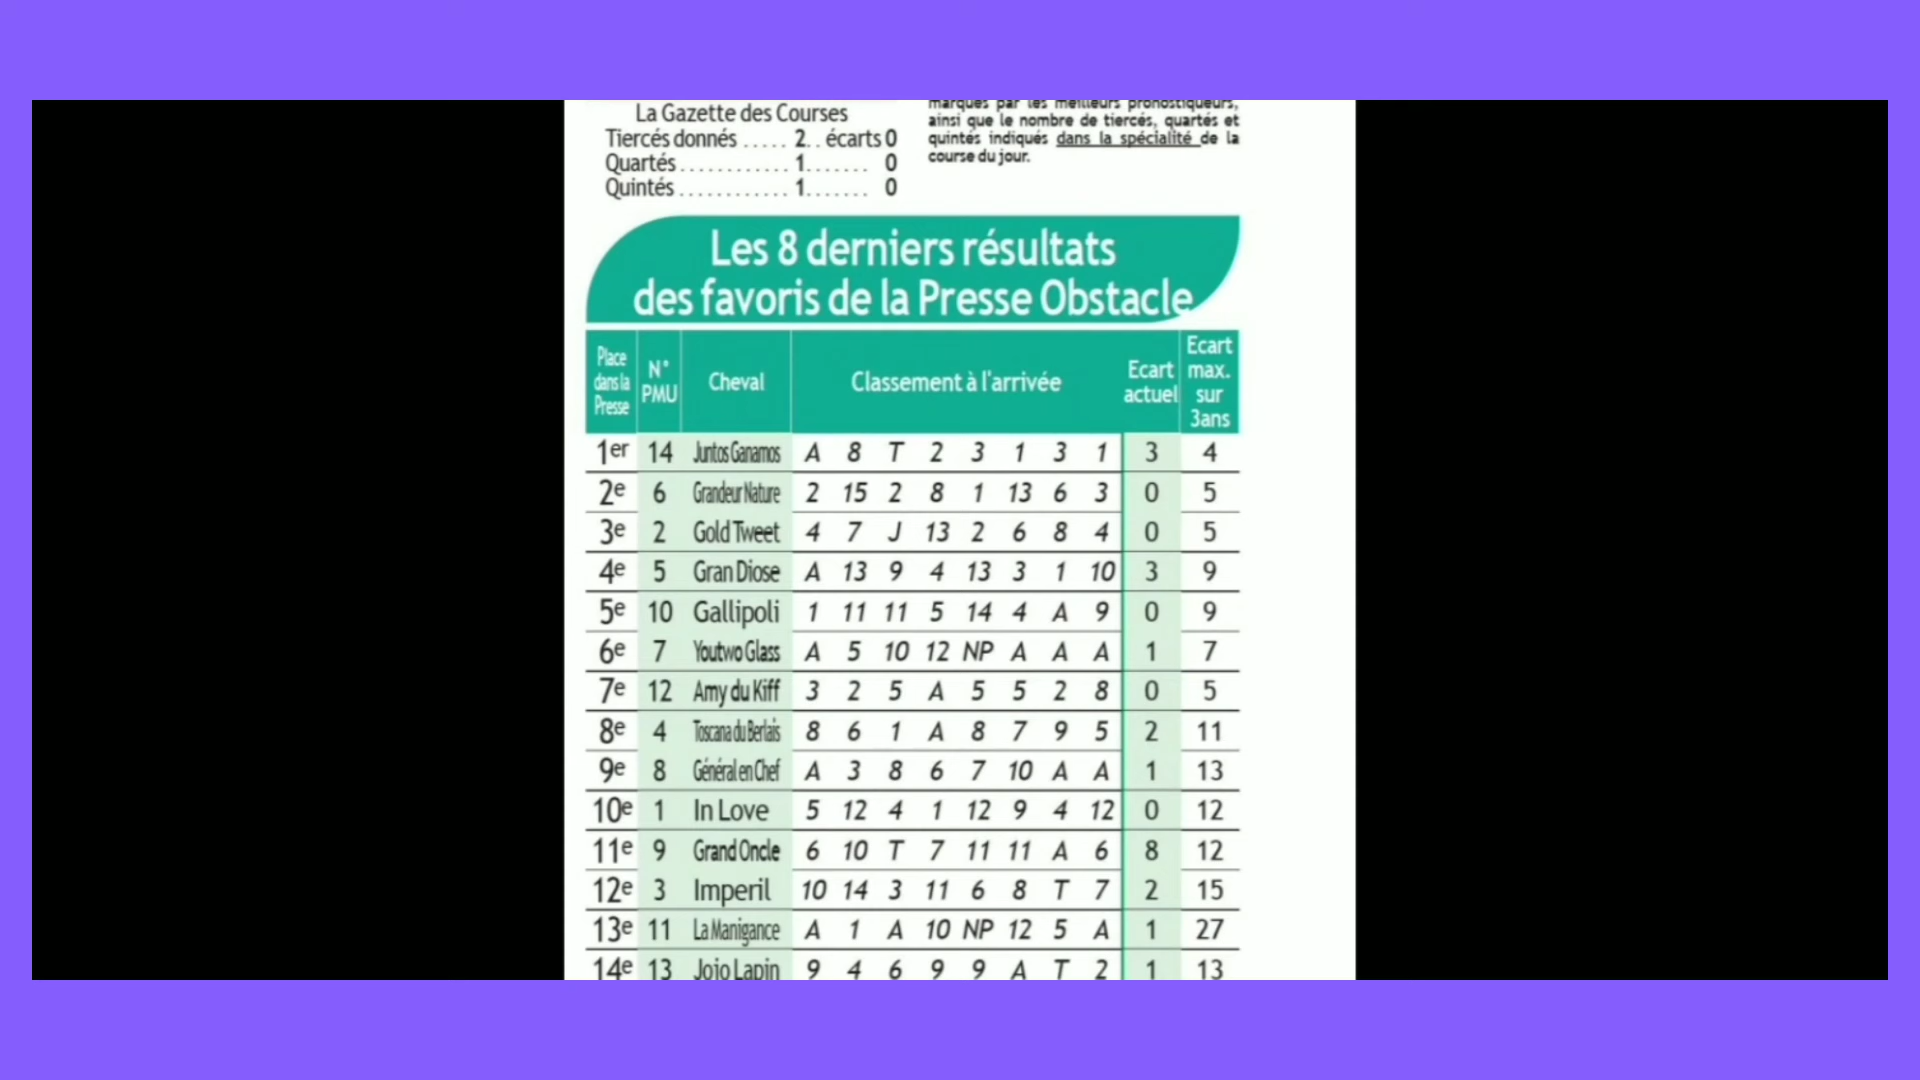 La Gazette des Courses
Tiercés donnés ..... 2.. écarts 0
Quartés ............ 1....... 0
Quintés ............ 1....... 0
marqués par les meilleurs pronostiqueurs,
ainsi que le nombre de tiercés, quartés et
quintés indiqués dans la spécialité de la
course du jour.
Les 8 derniers résultats
des favoris de la Presse Obstacle
Place dans la Presse N° PMU Cheval Classement à l'arrivée Ecart actuel Ecart max. sur 3ans
1er 14 Juntos Ganamos A 8 T 2 3 1 3 1 3 4
2e 6 Grandeur Nature 2 15 2 8 1 13 6 3 0 5
3e 2 Gold Tweet 4 7 J 13 2 6 8 4 0 5
4e 5 Gran Diose A 13 9 4 13 3 1 10 3 9
5e 10 Gallipoli 1 11 11 5 14 4 A 9 0 9
6e 7 Youtwo Glass A 5 10 12 NP A A A 1 7
7e 12 Amy du Kiff 3 2 5 A 5 5 2 8 0 5
8e 4 Toscana du Berlais 8 6 1 A 8 7 9 5 2 11
9e 8 Général en Chef A 3 8 6 7 10 A A 1 13
10e 1 In Love 5 12 4 1 12 9 4 12 0 12
11e 9 Grand Oncle 6 10 T 7 11 11 A 6 8 12
12e 3 Imperil 10 14 3 11 6 8 T 7 2 15
13e 11 La Manigance A 1 A 10 NP 12 5 A 1 27
14e 13 Jojo Lapin 9 4 6 9 9 A T 2 1 13